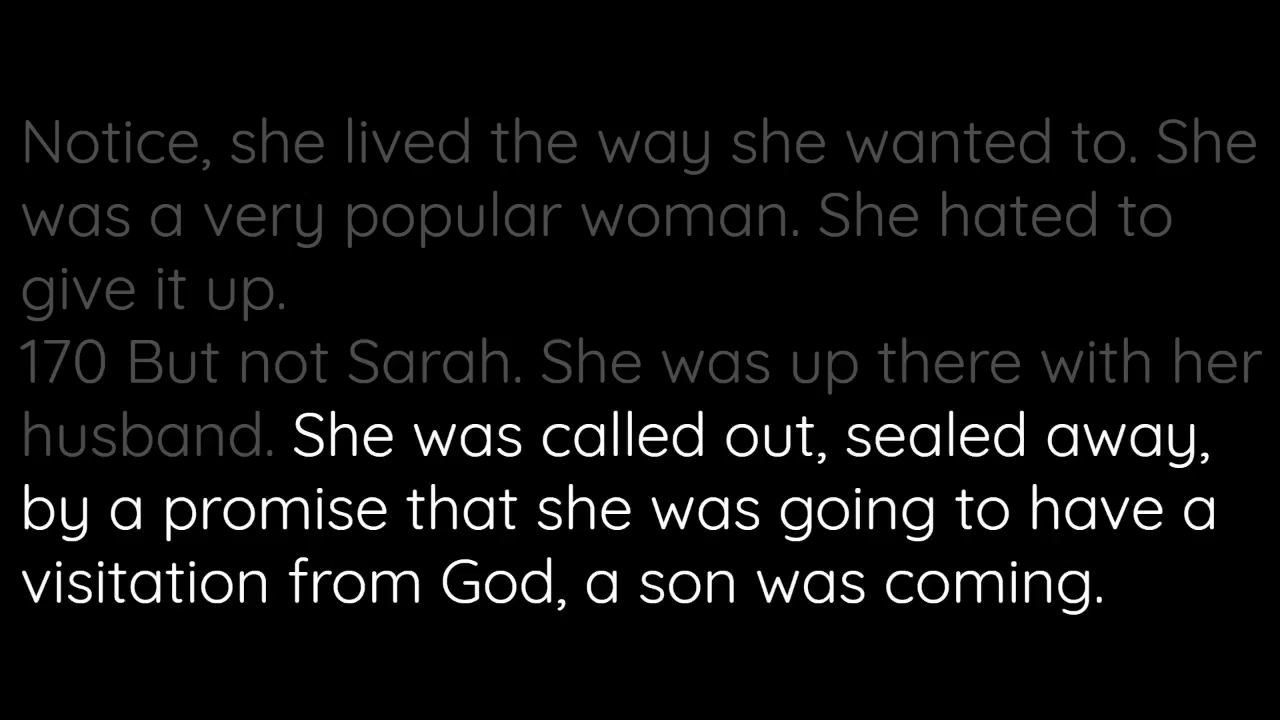 Notice, she lived the way she wanted to. She
was a very popular woman. She hated to
give it up.
170 But not Sarah. She was up there with her
husband. She was called out, sealed away,
by a promise that she was going to have a
visitation from God, a son was coming.